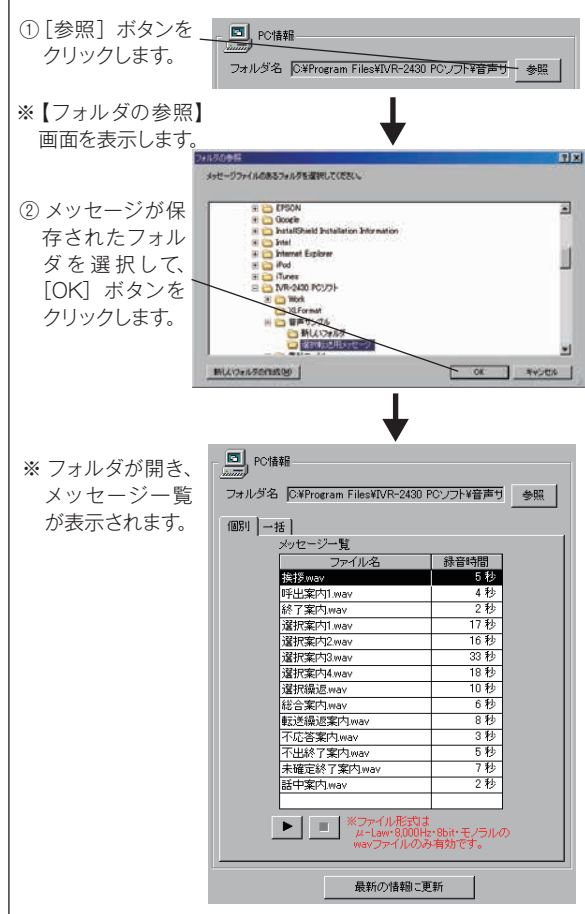 ① [参照] ボタンを
クリックします。
PC情報
フォルダ名 C:¥Program Files¥IVR-2430 PCソフト¥音声サ 参照
※【フォルダの参照】
画面を表示します。
フォルダの参照
メッセージファイルのあるフォルダを選択してください。
② メッセージが保
存されたフォル
ダを選択して、
[OK] ボタンを
クリックします。
EPSON
Google
InstallShield Installation Information
Intel
Internet Explorer
iPod
iTunes
IVR-2430 PCソフト
Work
XLFormat
音声サンプル
新しいフォルダ
選択転送用メッセージ
新しいフォルダの作成(M) OK キャンセル
※ フォルダが開き、
メッセージ一覧
が表示されます。
PC情報
フォルダ名 C:¥Program Files¥IVR-2430 PCソフト¥音声サ 参照
個別 一括
メッセージ一覧
ファイル名 録音時間
挨拶.wav 5 秒
呼出案内1.wav 4 秒
終了案内.wav 2 秒
選択案内1.wav 17 秒
選択案内2.wav 16 秒
選択案内3.wav 33 秒
選択案内4.wav 18 秒
選択繰返.wav 10 秒
総合案内.wav 6 秒
転送繰返案内.wav 8 秒
不応答案内.wav 3 秒
不出終了案内.wav 5 秒
未確定終了案内.wav 7 秒
話中案内.wav 2 秒
※ファイル形式は
μ-Law・8,000Hz・8bit・モノラルの
wavファイルのみ有効です。
最新の情報に更新